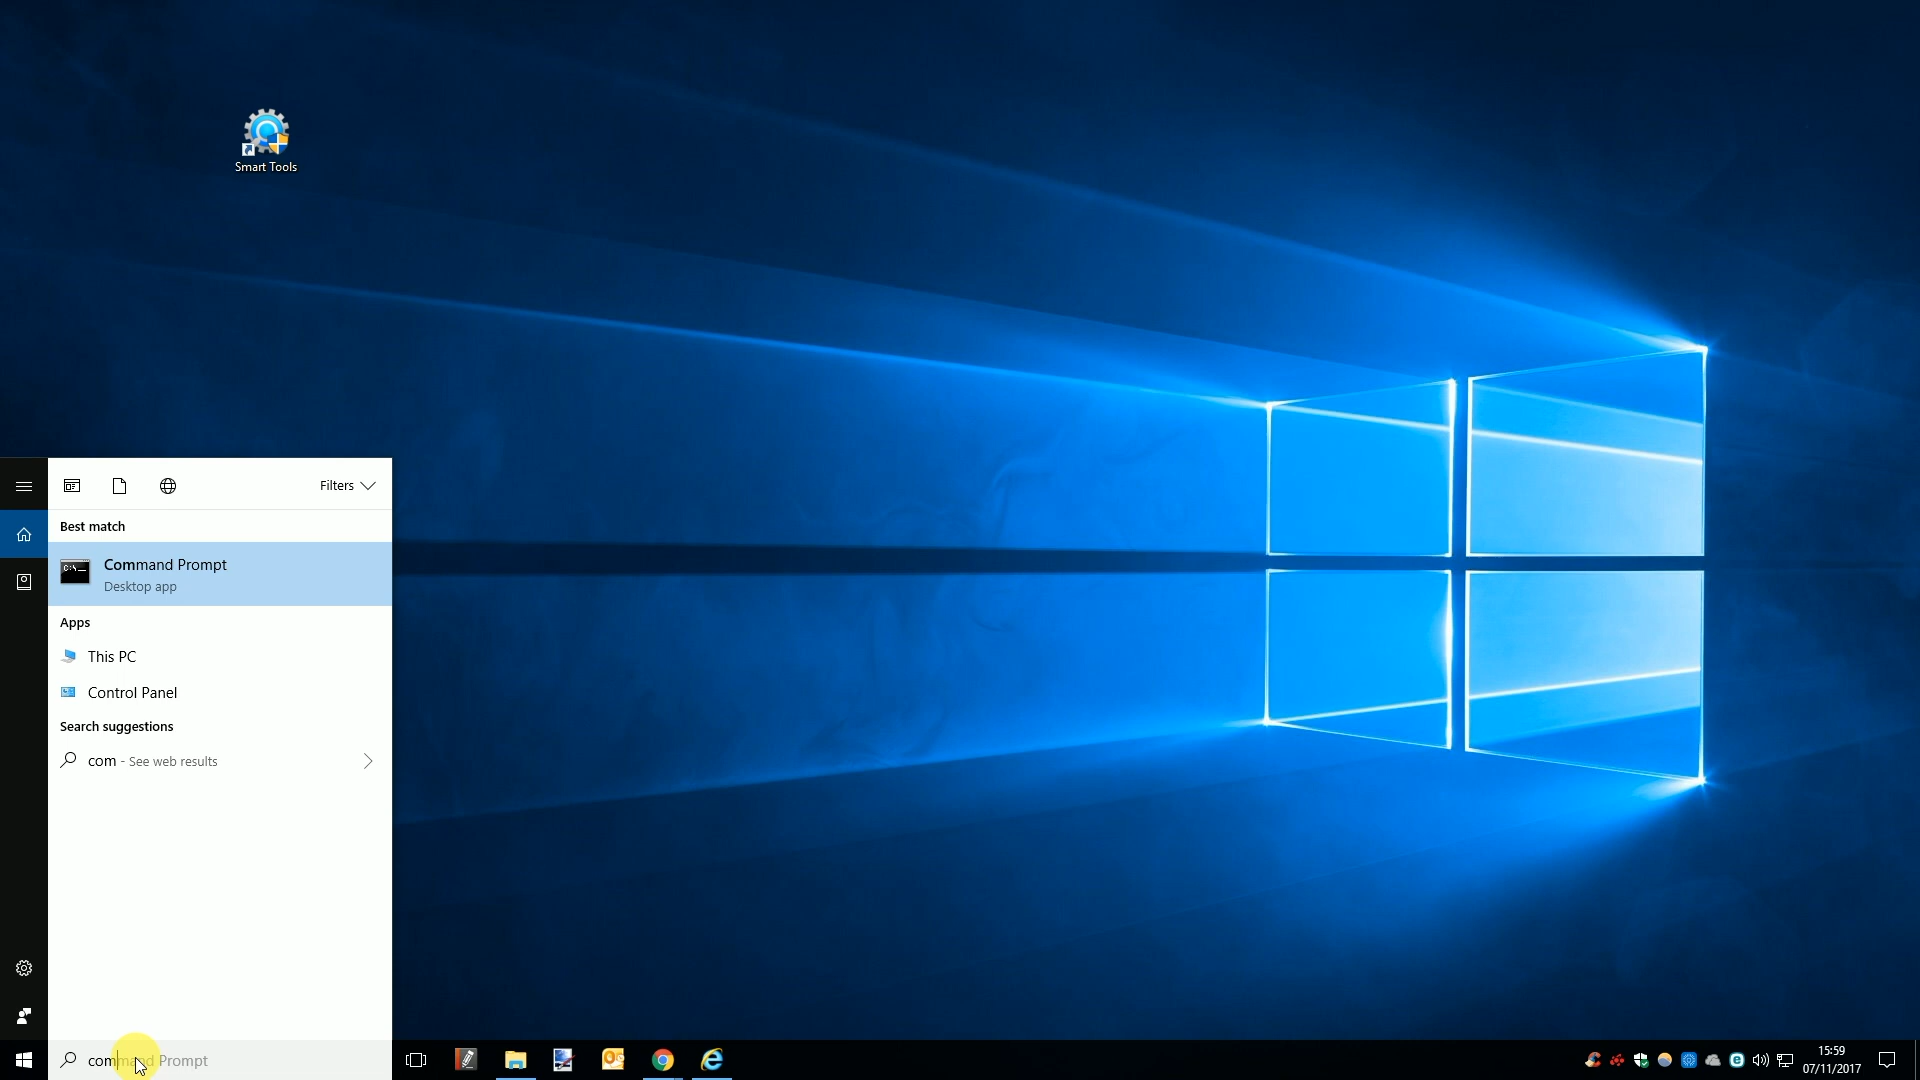 Smart Tools
Filters
Best match
Command Prompt
Desktop app
Apps
This PC
Control Panel
Search suggestions
com - See web results
command Prompt
15:59
07/11/2017